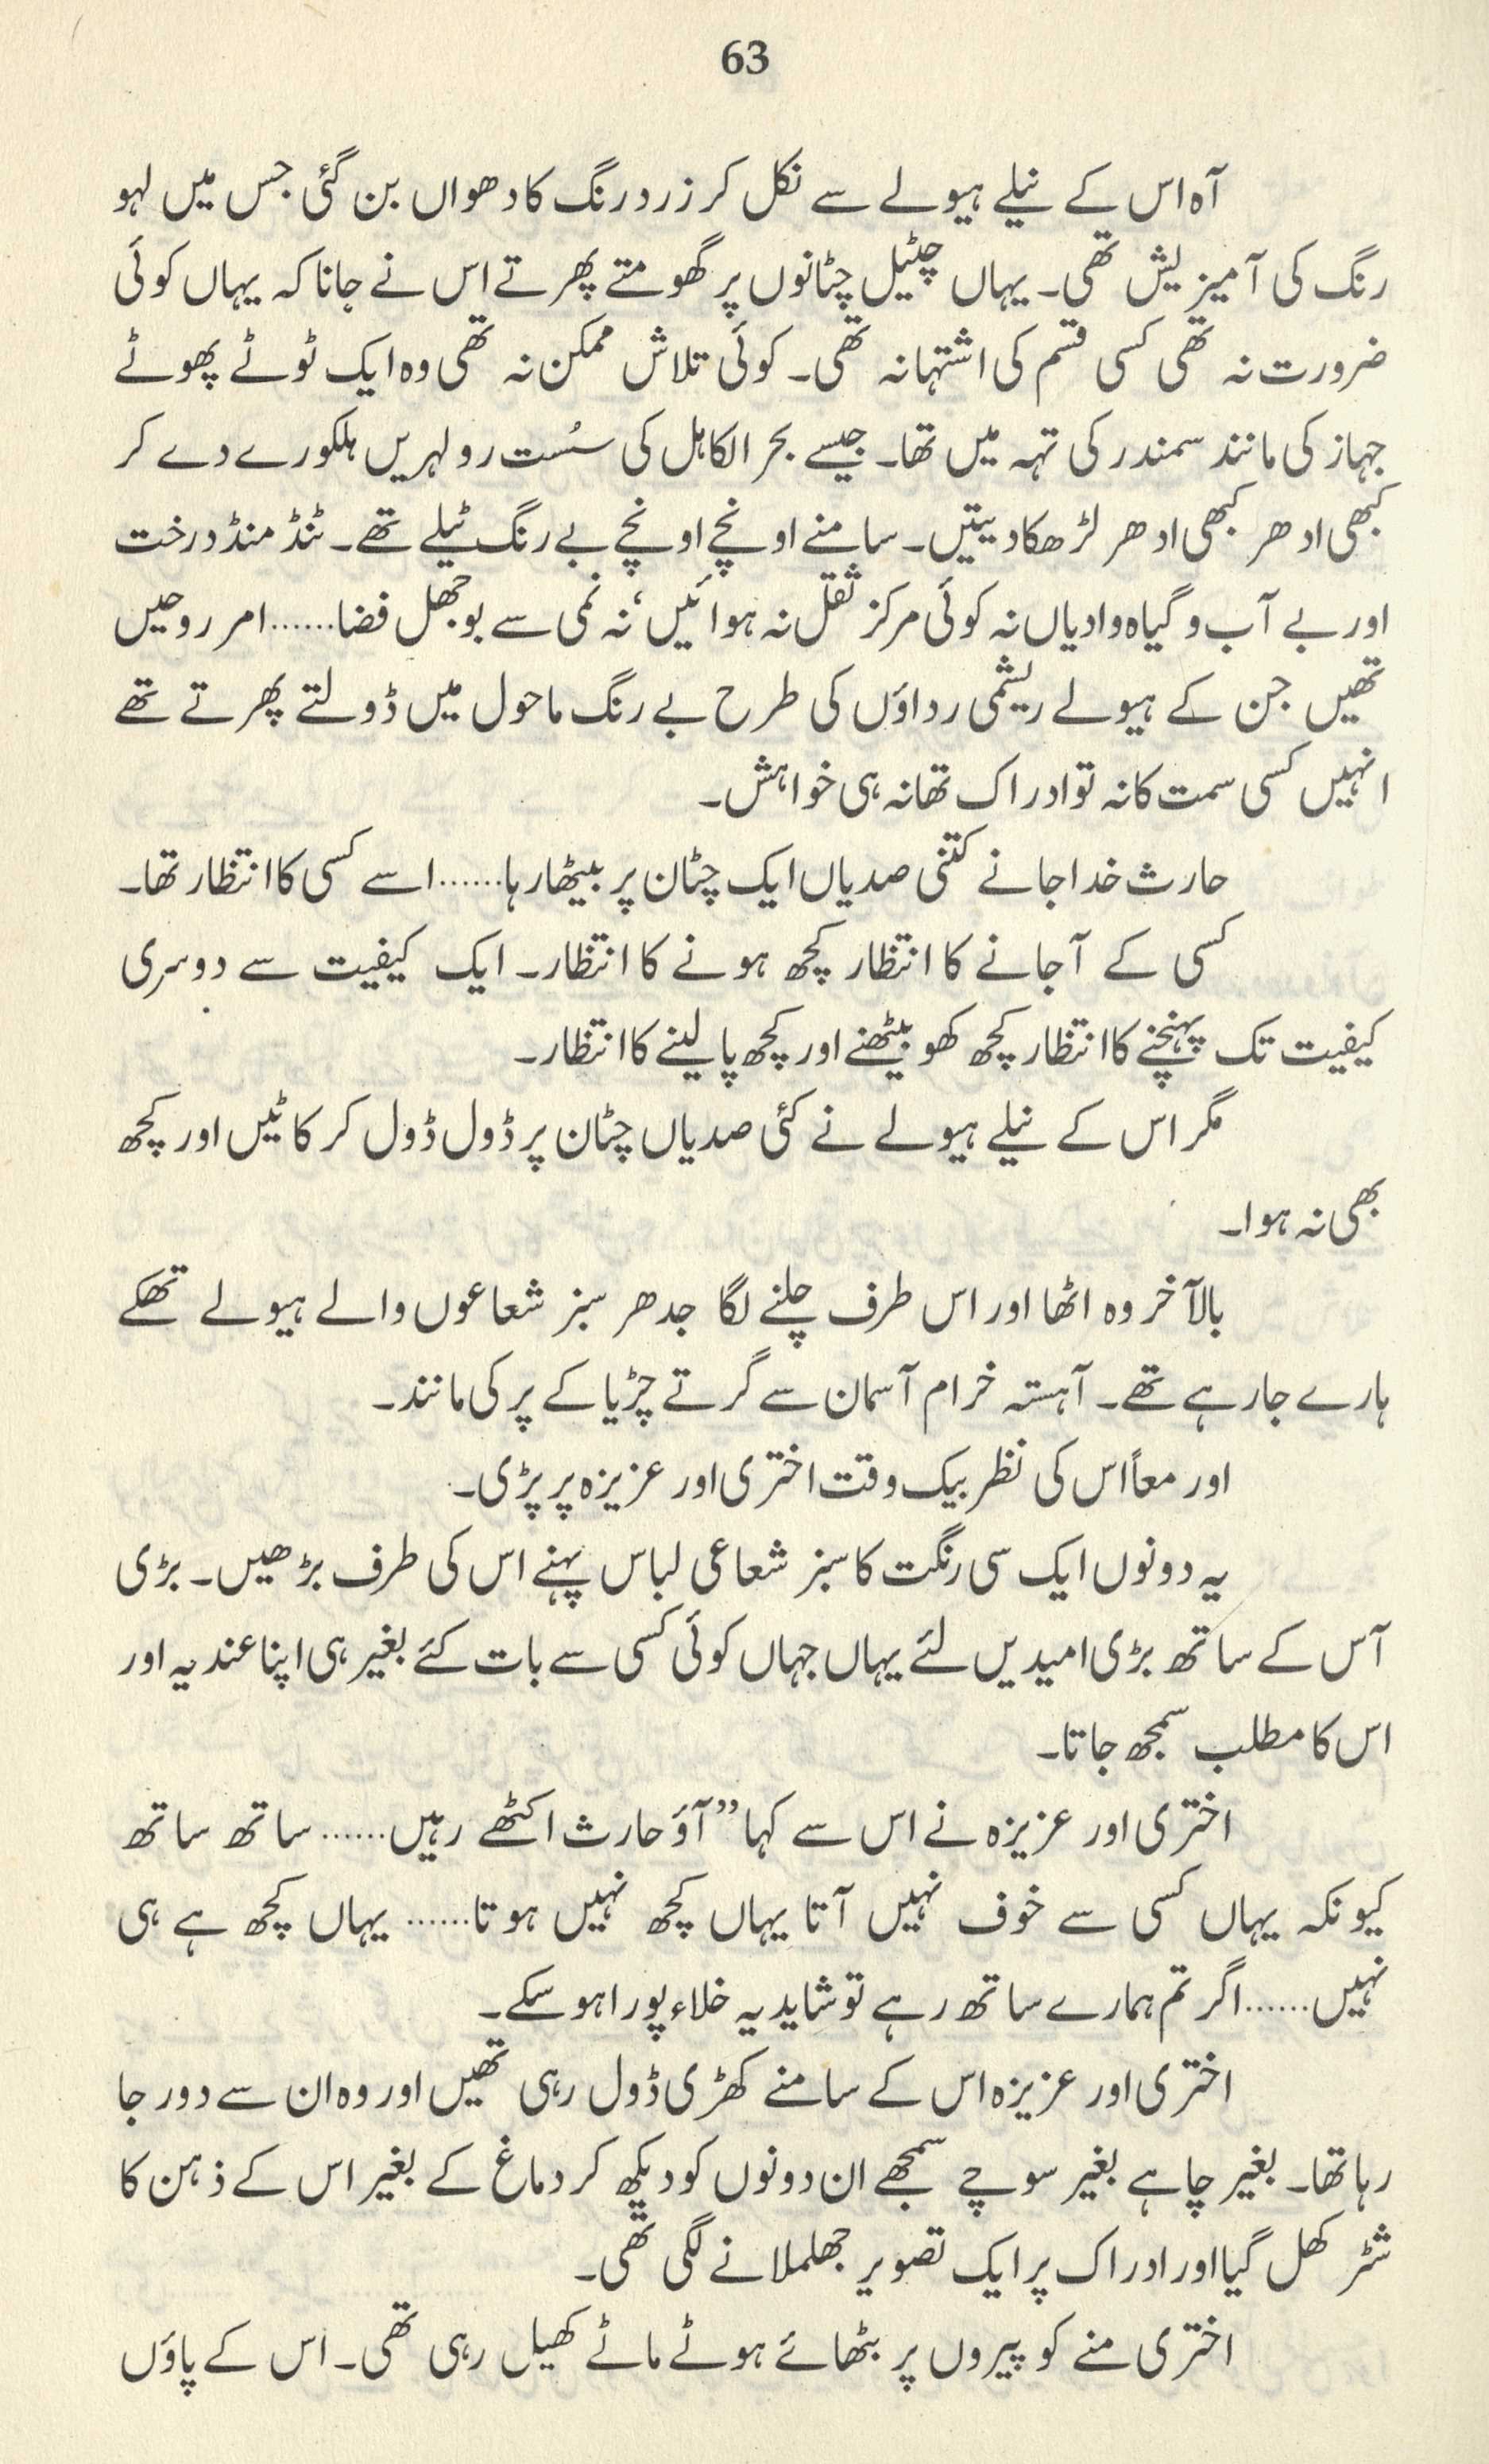 63
آہ اس کے نیلے ہیولے سے نکل کر زرد رنگ کا دھواں بن گئی جس میں لہو
رنگ کی آمیزیش تھی۔ یہاں چٹیل چٹانوں پر گھومتے پھرتے اس نے جانا کہ یہاں کوئی
ضرورت نہ تھی کسی قسم کی اشتہا نہ تھی۔ کوئی تلاش ممکن نہ تھی وہ ایک ٹوٹے پھوٹے
جہاز کی مانند سمندر کی تہہ میں تھا۔ جیسے بحر الکاہل کی سُست رو لہریں ہلکورے دے کر
کبھی ادھر کبھی ادھر لڑھکا دیتیں۔ سامنے اونچے اونچے بے رنگ ٹیلے تھے۔ ٹنڈ منڈ درخت
اور بے آب و گیاہ وادیاں نہ کوئی مرکز ثقل نہ ہوائیں، نہ نمی سے بوجھل فضا...... امر روحیں
تھیں جن کے ہیولے ریشمی رداؤں کی طرح بے رنگ ماحول میں ڈولتے پھرتے تھے
انہیں کسی سمت کا نہ تو ادراک تھا نہ ہی خواہش۔
حارث خدا جانے کتنی صدیاں ایک چٹان پر بیٹھا رہا...... اسے کسی کا انتظار تھا۔
کسی کے آ جانے کا انتظار کچھ ہونے کا انتظار۔ ایک کیفیت سے دوسری
کیفیت تک پہنچنے کا انتظار کچھ کھو بیٹھنے اور کچھ پا لینے کا انتظار۔
مگر اس کے نیلے ہیولے نے کئی صدیاں چٹان پر ڈول ڈول کر کاٹیں اور کچھ
بھی نہ ہوا۔
بالآخر وہ اٹھا اور اس طرف چلنے لگا جدھر سبز شعاعوں والے ہیولے تھکے
ہارے جا رہے تھے۔ آہستہ خرام آسمان سے گرتے چڑیا کے پر کی مانند۔
اور معاً اس کی نظر بیک وقت اختری اور عزیزہ پر پڑی۔
یہ دونوں ایک سی رنگت کا سبز شعاعی لباس پہنے اس کی طرف بڑھیں۔ بڑی
آس کے ساتھ بڑی امیدیں لئے یہاں جہاں کوئی کسی سے بات کئے بغیر ہی اپنا عندیہ اور
اس کا مطلب سمجھ جاتا۔
اختری اور عزیزہ نے اس سے کہا ”آؤ حارث اکٹھے رہیں...... ساتھ ساتھ
کیونکہ یہاں کسی سے خوف نہیں آتا یہاں کچھ نہیں ہوتا...... یہاں کچھ ہے ہی
نہیں...... اگر تم ہمارے ساتھ رہے تو شاید یہ خلاء پورا ہو سکے۔
اختری اور عزیزہ اس کے سامنے کھڑی ڈول رہی تھیں اور وہ ان سے دور جا
رہا تھا۔ بغیر چاہے بغیر سوچے سمجھے ان دونوں کو دیکھ کر دماغ کے بغیر اس کے ذہن کا
شٹر کھل گیا اور ادراک پر ایک تصویر جھلملانے لگی تھی۔
اختری منے کو پیروں پر بٹھائے ہوٹے ماٹے کھیل رہی تھی۔ اس کے پاؤں